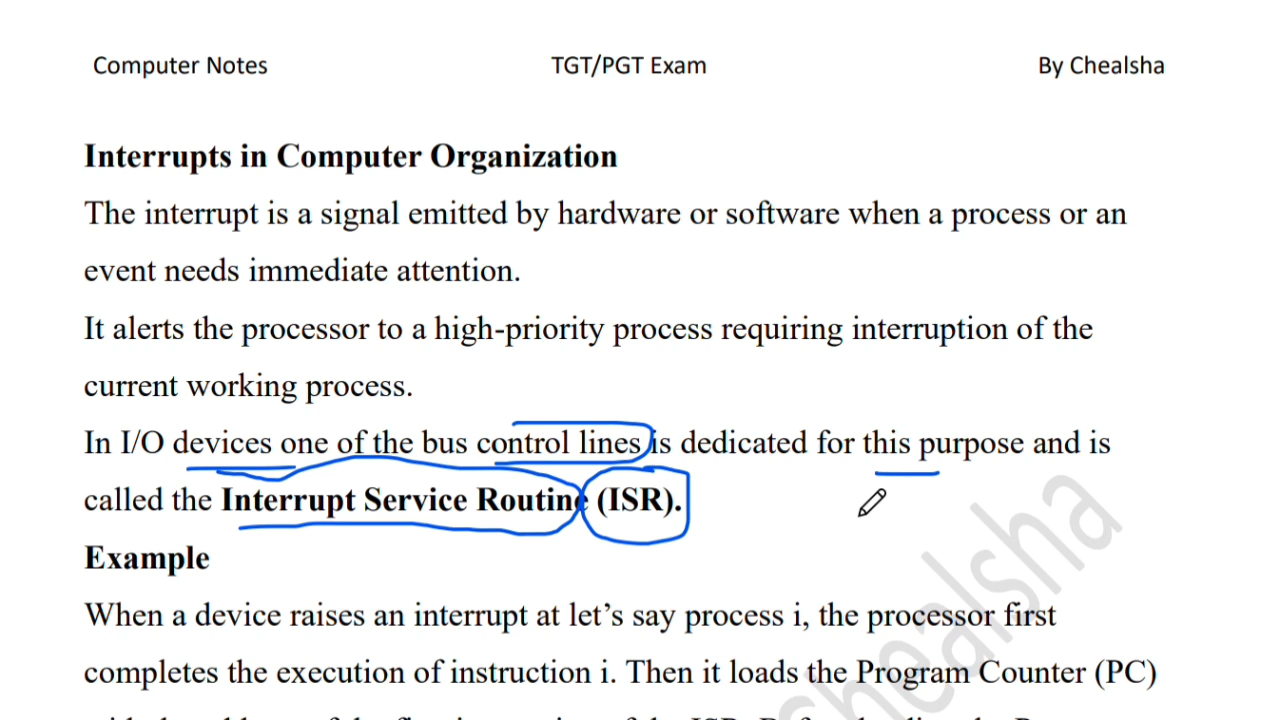 Computer Notes TGT/PGT Exam By Chealsha
Interrupts in Computer Organization
The interrupt is a signal emitted by hardware or software when a process or an
event needs immediate attention.
It alerts the processor to a high-priority process requiring interruption of the
current working process.
In I/O devices one of the bus control lines is dedicated for this purpose and is
called the Interrupt Service Routine (ISR).
Example
When a device raises an interrupt at let’s say process i, the processor first
completes the execution of instruction i. Then it loads the Program Counter (PC)
chealsha